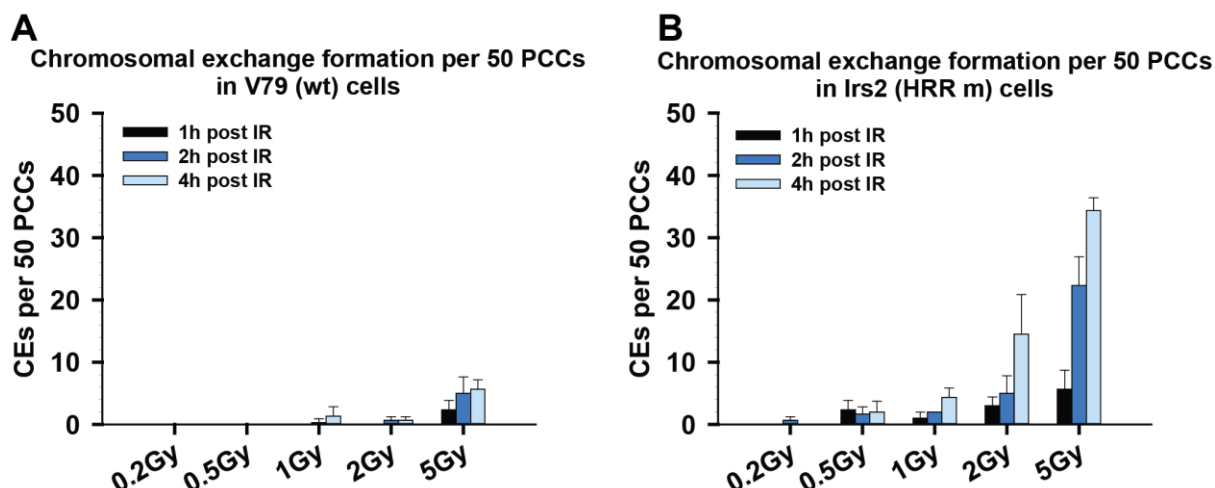 A
Chromosomal exchange formation per 50 PCCs
in V79 (wt) cells
CEs per 50 PCCs
50
40
30
20
10
0
1h post IR
2h post IR
4h post IR
0.2Gy
0.5Gy
1Gy
2Gy
5Gy
B
Chromosomal exchange formation per 50 PCCs
in Irs2 (HRR m) cells
CEs per 50 PCCs
50
40
30
20
10
0
1h post IR
2h post IR
4h post IR
0.2Gy
0.5Gy
1Gy
2Gy
5Gy